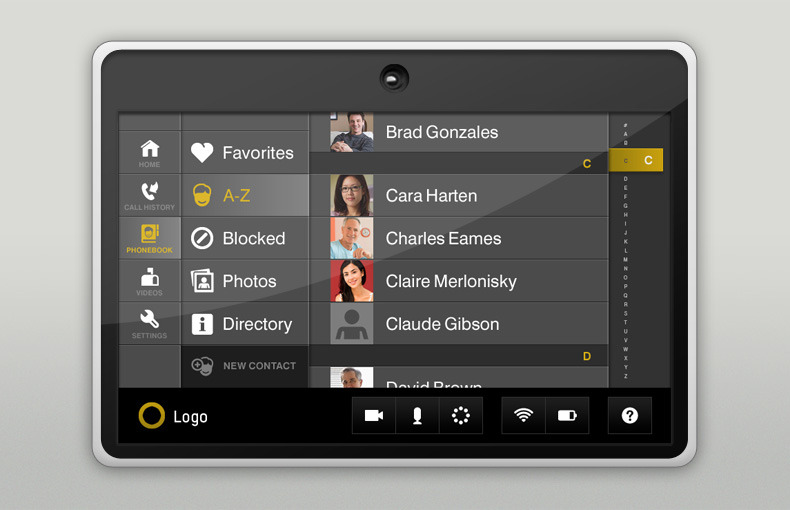 HOME
CALL HISTORY
PHONEBOOK
VIDEOS
SETTINGS
Favorites
A-Z
Blocked
Photos
Directory
NEW CONTACT
Brad Gonzales
C
Cara Harten
Charles Eames
Claire Merlonisky
Claude Gibson
D
David Brown
#
A
B
C C
D
E
F
G
H
I
J
K
L
M
N
O
P
Q
R
S
T
U
V
W
X
Y
Z
Logo
?